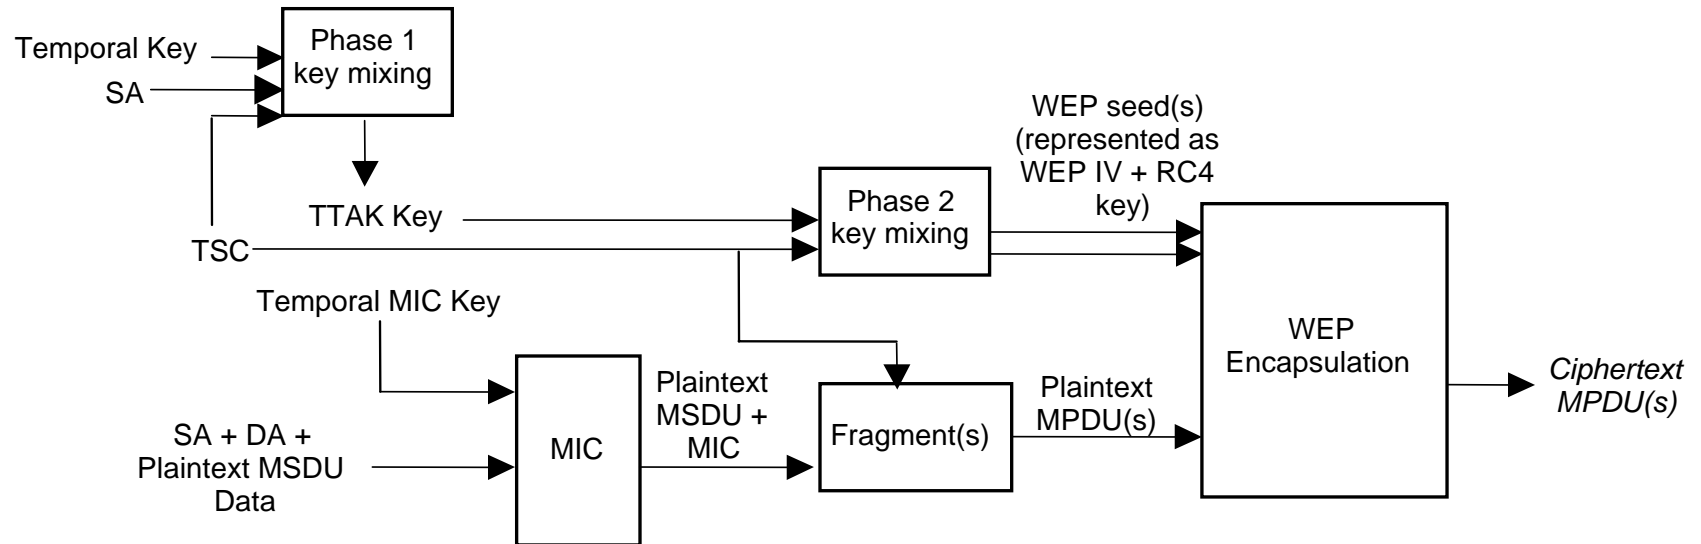 Temporal Key
SA
Phase 1
key mixing
WEP seed(s)
(represented as
WEP IV + RC4
key)
TTAK Key
TSC
Phase 2
key mixing
Temporal MIC Key
SA + DA +
Plaintext MSDU
Data
MIC
Plaintext
MSDU +
MIC
Fragment(s)
Plaintext
MPDU(s)
WEP
Encapsulation
Ciphertext
MPDU(s)